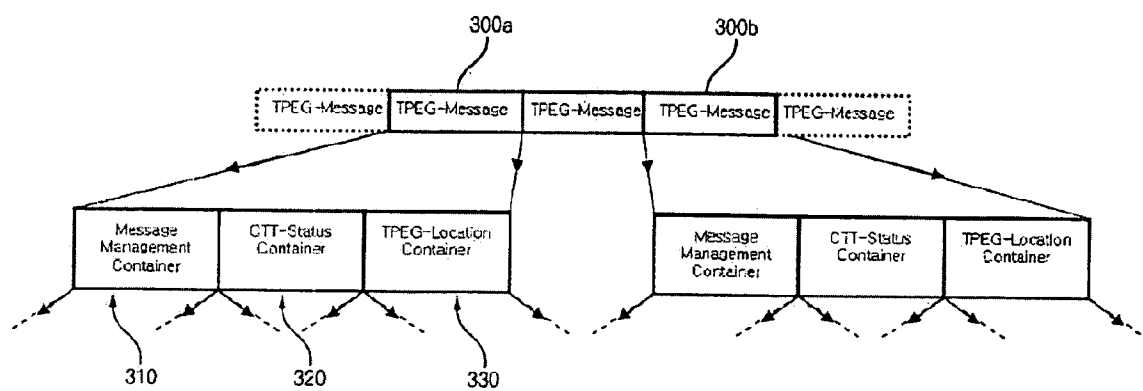 300a
300b
TPEG-Message TPEG-Message TPEG-Message TPEG-Message TPEG-Message
Message Management Container
CTT-Status Container
TPEG-Location Container
Message Management Container
CTT-Status Container
TPEG-Location Container
310
320
330